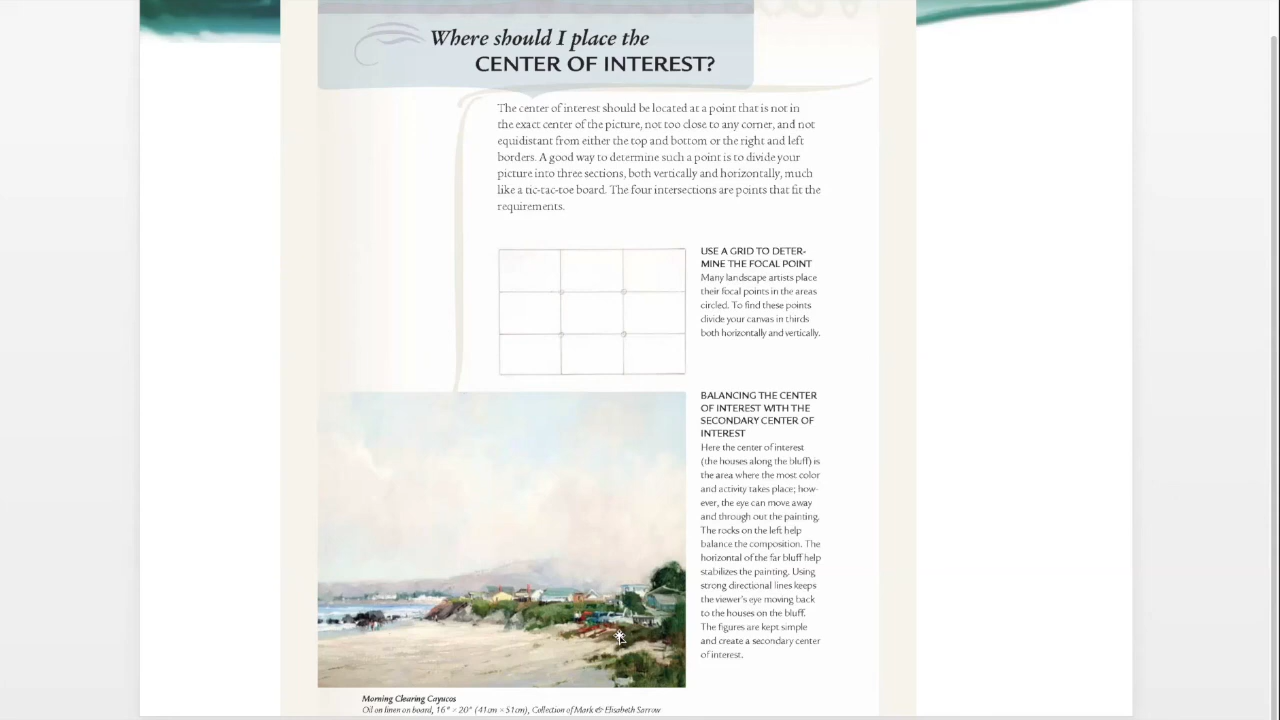 Where should I place the
CENTER OF INTEREST?
The center of interest should be located at a point that is not in
the exact center of the picture, not too close to any corner, and not
equidistant from either the top and bottom or the right and left
borders. A good way to determine such a point is to divide your
picture into three sections, both vertically and horizontally, much
like a tic-tac-toe board. The four intersections are points that fit the
requirements.
USE A GRID TO DETER-
MINE THE FOCAL POINT
Many landscape artists place
their focal points in the areas
circled. To find these points
divide your canvas in thirds
both horizontally and vertically.
BALANCING THE CENTER
OF INTEREST WITH THE
SECONDARY CENTER OF
INTEREST
Here the center of interest
(the houses along the bluff) is
the area where the most color
and activity takes place; how-
ever, the eye can move away
and through out the painting.
The rocks on the left help
balance the composition. The
horizontal of the far bluff help
stabilizes the painting. Using
strong directional lines keeps
the viewer's eye moving back
to the houses on the bluff.
The figures are kept simple
and create a secondary center
of interest.
Morning Clearing Cayucos
Oil on linen on board, 16" × 20" (41cm × 51cm), Collection of Mark & Elisabeth Sarrow